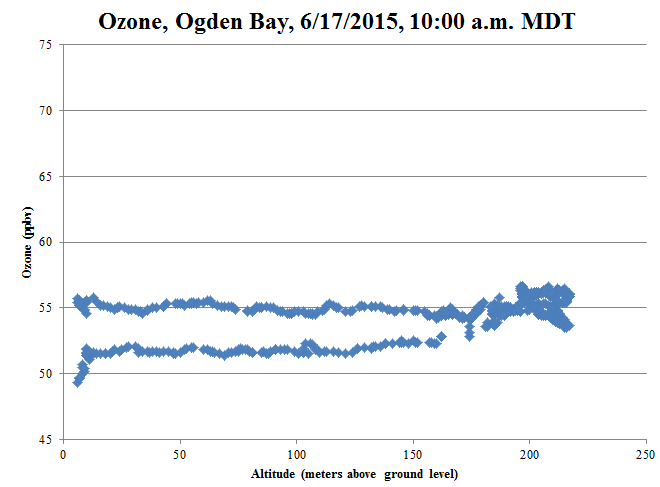 Ozone, Ogden Bay, 6/17/2015, 10:00 a.m. MDT
75
70
65
60
55
50
45
Ozone (ppbv)
0 50 100 150 200 250
Altitude (meters above ground level)